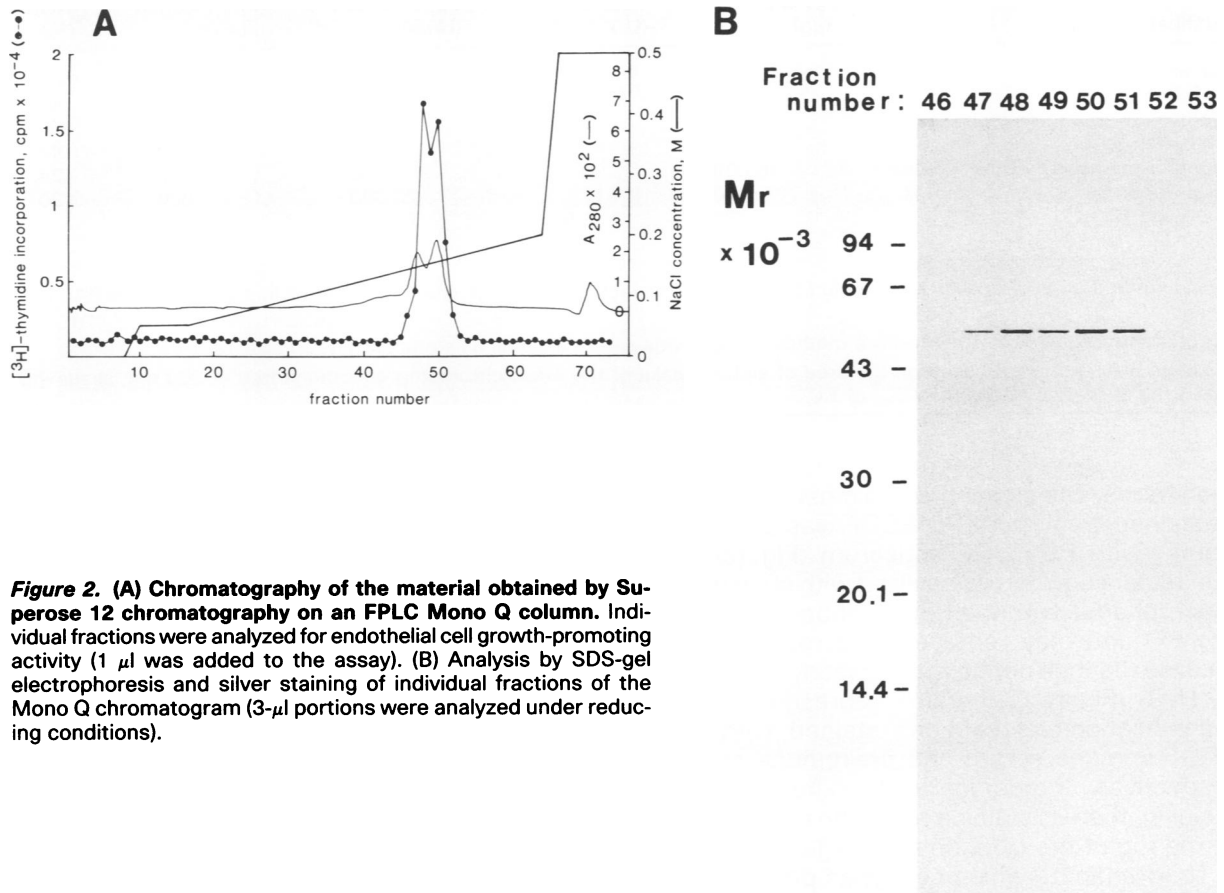 A
[3H]-thymidine incorporation, cpm x 10-4 (●-●)
2
1.5
1
0.5
10
20
30
40
50
60
70
fraction number
A280 x 102 (—)
8
7
6
5
4
3
2
1
0
NaCl concentration, M (—)
0.5
0.4
0.3
0.2
0.1
0
B
Fraction
number: 46 47 48 49 50 51 52 53
Mr
x 10−3
94 –
67 –
43 –
30 –
20.1 –
14.4 –
Figure 2. (A) Chromatography of the material obtained by Su-
perose 12 chromatography on an FPLC Mono Q column. Indi-
vidual fractions were analyzed for endothelial cell growth-promoting
activity (1 μl was added to the assay). (B) Analysis by SDS-gel
electrophoresis and silver staining of individual fractions of the
Mono Q chromatogram (3-μl portions were analyzed under reduc-
ing conditions).